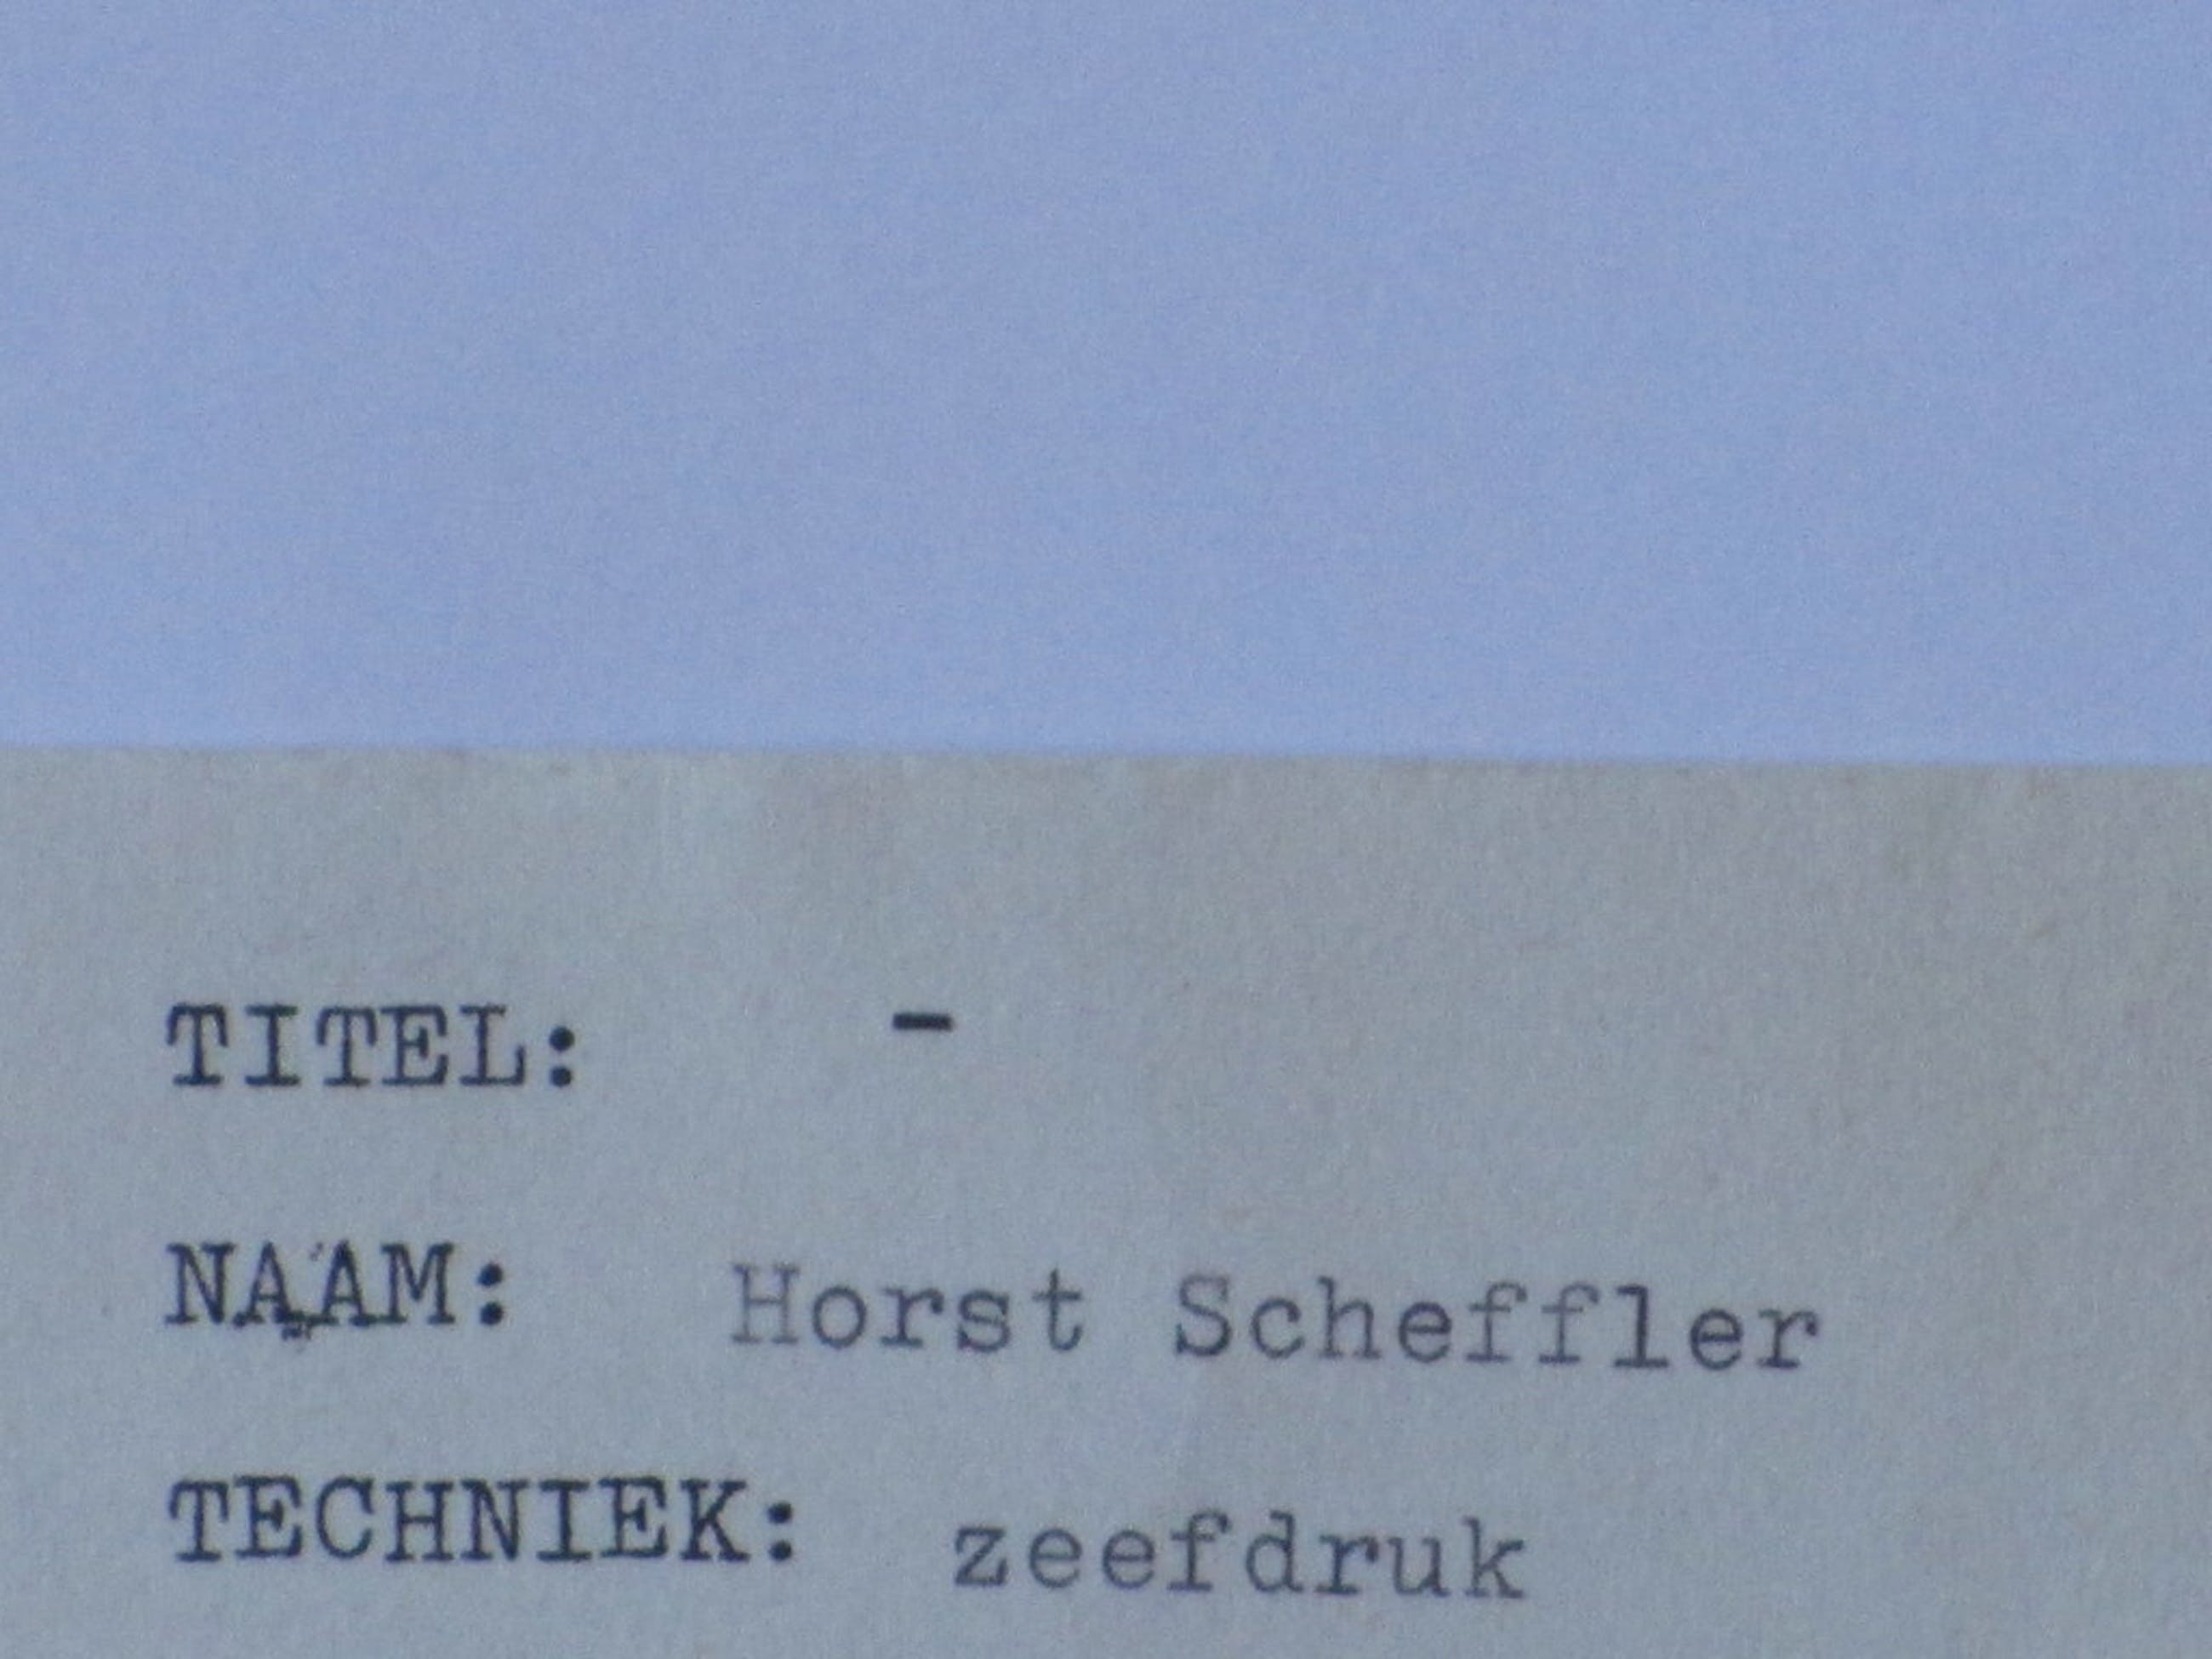 TITEL: -
NAAM: Horst Scheffler
TECHNIEK: zeefdruk